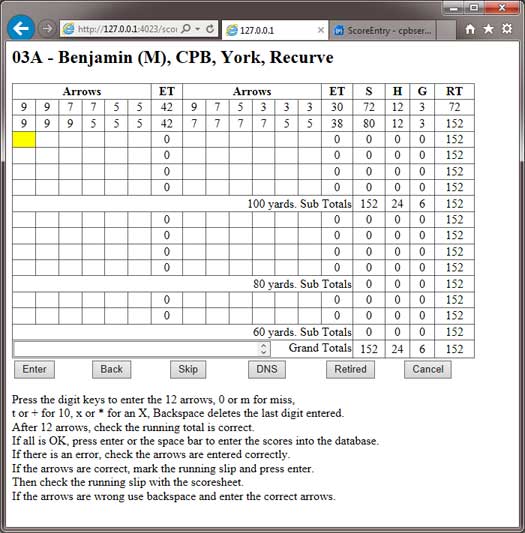 http://127.0.0.1:4023/scor
127.0.0.1
ScoreEntry - cpbser...
03A - Benjamin (M), CPB, York, Recurve
Arrows ET Arrows ET S H G RT
9 9 7 7 5 5 42 9 7 5 3 3 3 30 72 12 3 72
9 9 9 5 5 5 42 7 7 7 7 5 5 38 80 12 3 152
0 0 0 0 0 152
0 0 0 0 0 152
0 0 0 0 0 152
0 0 0 0 0 152
100 yards. Sub Totals 152 24 6 152
0 0 0 0 0 152
0 0 0 0 0 152
0 0 0 0 0 152
0 0 0 0 0 152
80 yards. Sub Totals 0 0 0 152
0 0 0 0 0 152
0 0 0 0 0 152
60 yards. Sub Totals 0 0 0 152
Grand Totals 152 24 6 152
Enter Back Skip DNS Retired Cancel
Press the digit keys to enter the 12 arrows, 0 or m for miss,
t or + for 10, x or * for an X, Backspace deletes the last digit entered.
After 12 arrows, check the running total is correct.
If all is OK, press enter or the space bar to enter the scores into the database.
If there is an error, check the arrows are entered correctly.
If the arrows are correct, mark the running slip and press enter.
Then check the running slip with the scoresheet.
If the arrows are wrong use backspace and enter the correct arrows.